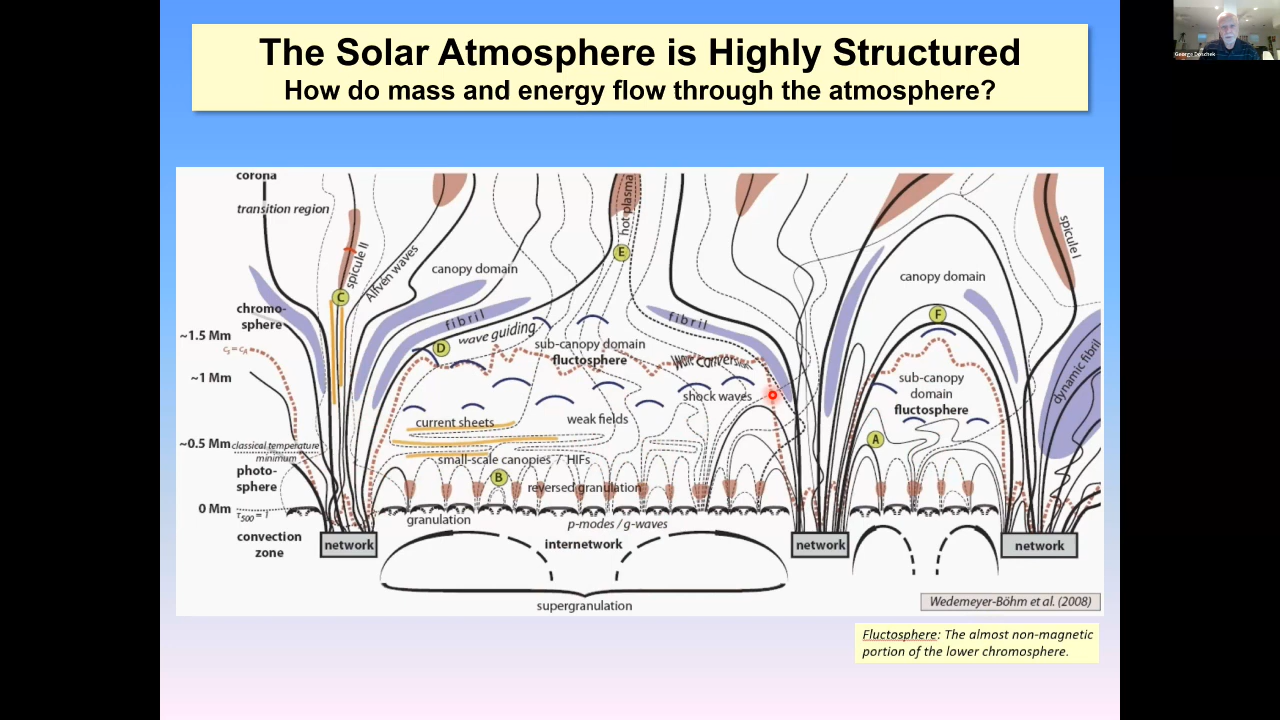 The Solar Atmosphere is Highly Structured
How do mass and energy flow through the atmosphere?
George Doschek
corona
transition region
hot plasma
spicule II
Alfvén waves
canopy domain
canopy domain
spicule I
C
E
F
chromo-
sphere
fibril
fibril
~1.5 Mm
D
wave guiding
sub-canopy domain
fluctosphere
dynamic fibril
~1 Mm
shock waves
sub-canopy
domain
fluctosphere
current sheets
weak fields
A
~0.5 Mm
classical temperature
minimum
small-scale canopies / HIFs
photo-
sphere
B
reversed granulation
0 Mm
τ500 = 1
granulation
p-modes / g-waves
convection
zone
network
internetwork
network
network
supergranulation
Wedemeyer-Böhm et al. (2008)
Fluctosphere: The almost non-magnetic
portion of the lower chromosphere.